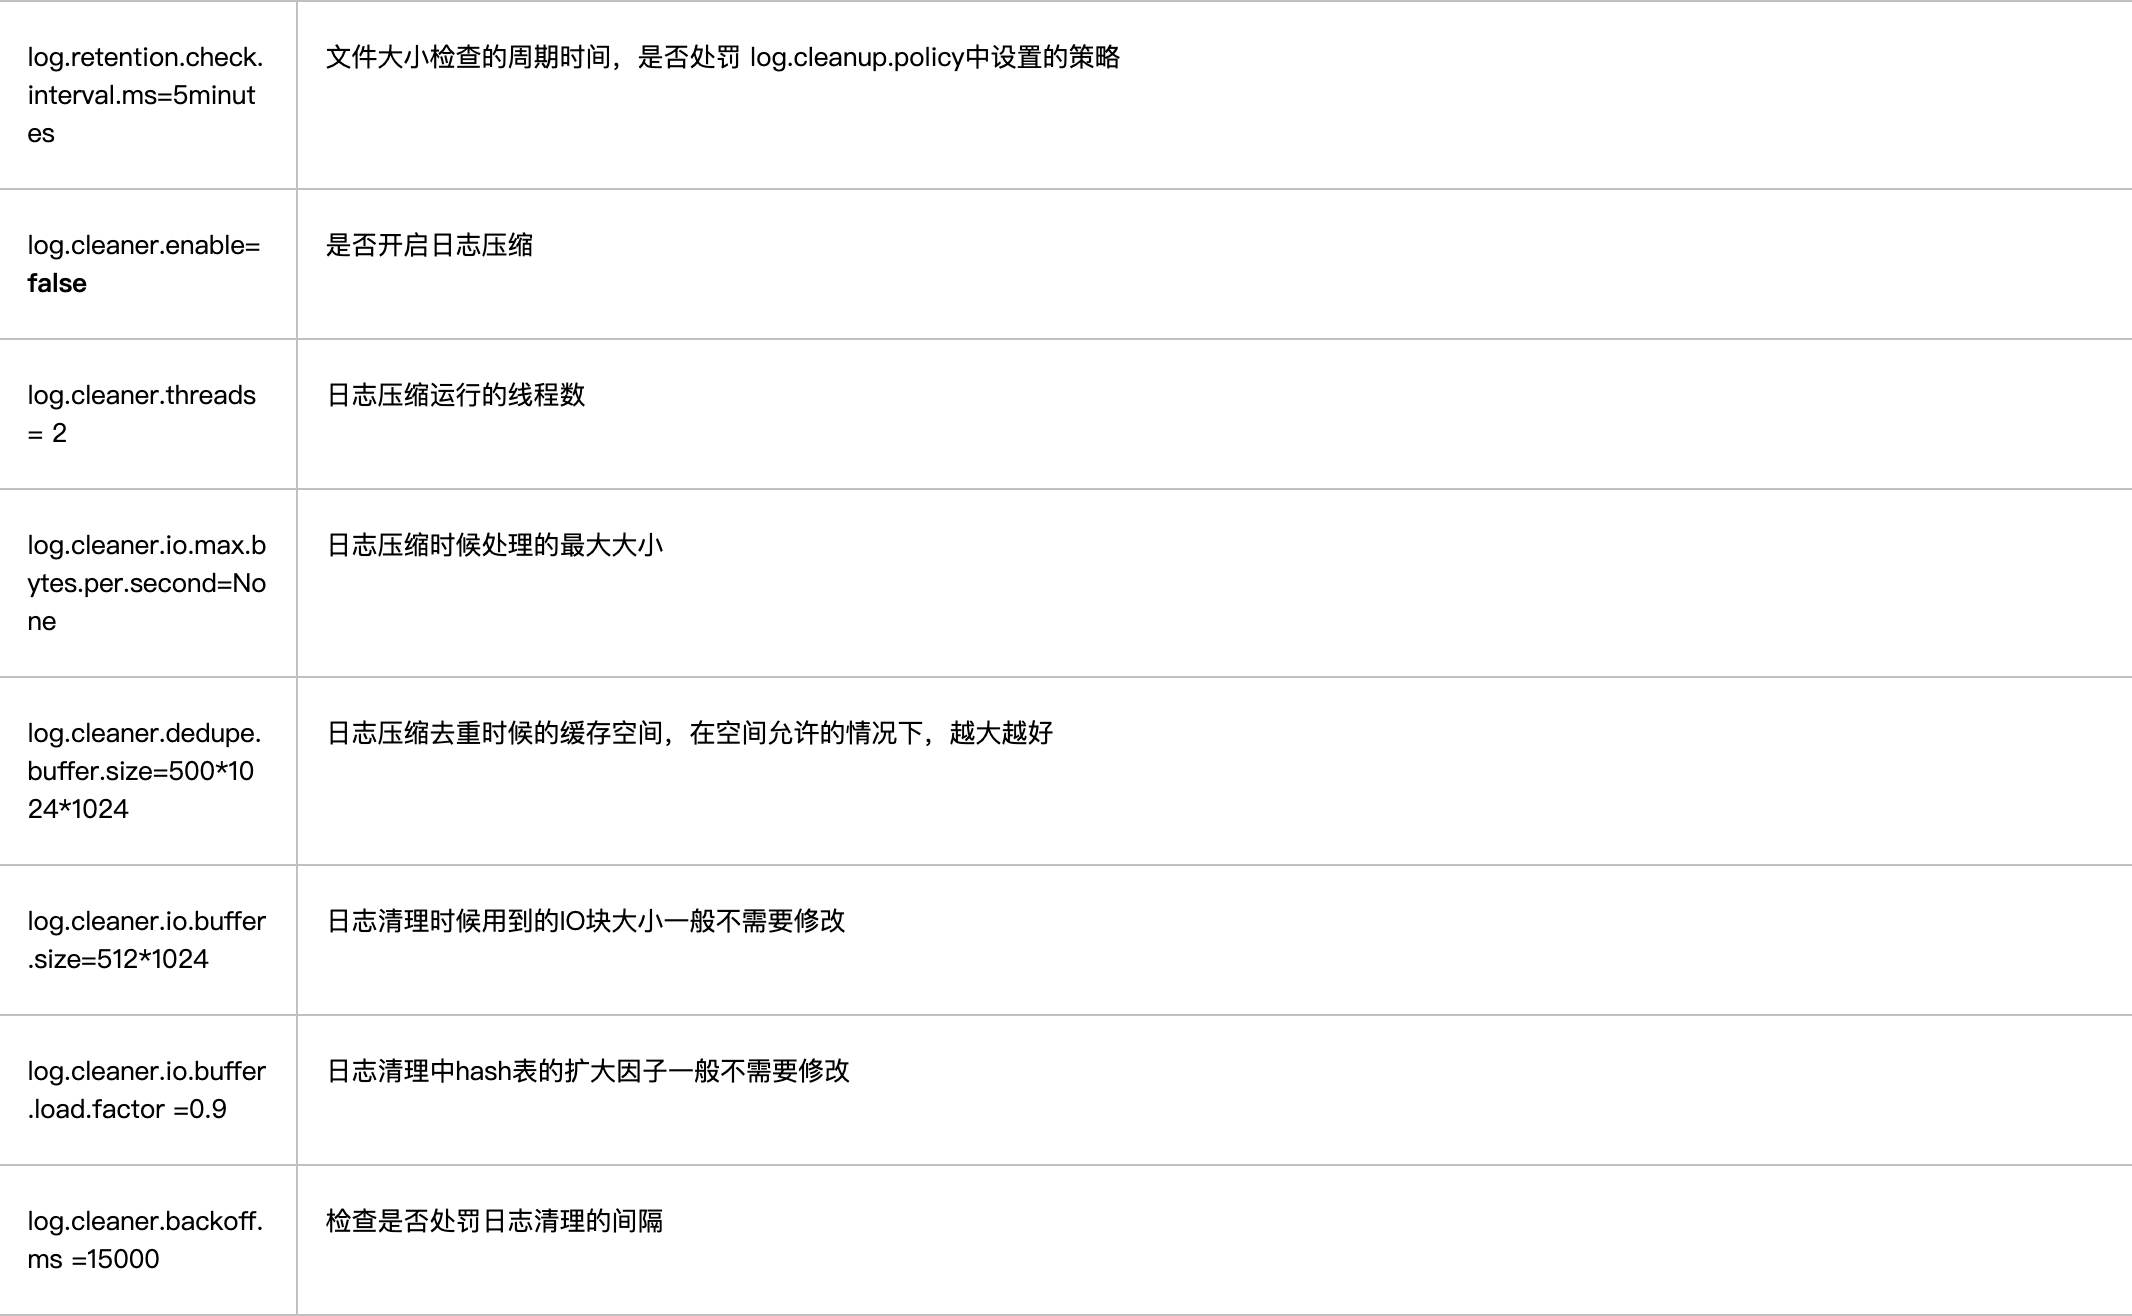 log.retention.check.
interval.ms=5minut
es
文件大小检查的周期时间，是否处罚 log.cleanup.policy中设置的策略
log.cleaner.enable=
false
是否开启日志压缩
log.cleaner.threads
= 2
日志压缩运行的线程数
log.cleaner.io.max.b
ytes.per.second=No
ne
日志压缩时候处理的最大大小
log.cleaner.dedupe.
buffer.size=500*10
24*1024
日志压缩去重时候的缓存空间，在空间允许的情况下，越大越好
log.cleaner.io.buffer
.size=512*1024
日志清理时候用到的IO块大小一般不需要修改
log.cleaner.io.buffer
.load.factor =0.9
日志清理中hash表的扩大因子一般不需要修改
log.cleaner.backoff.
ms =15000
检查是否处罚日志清理的间隔